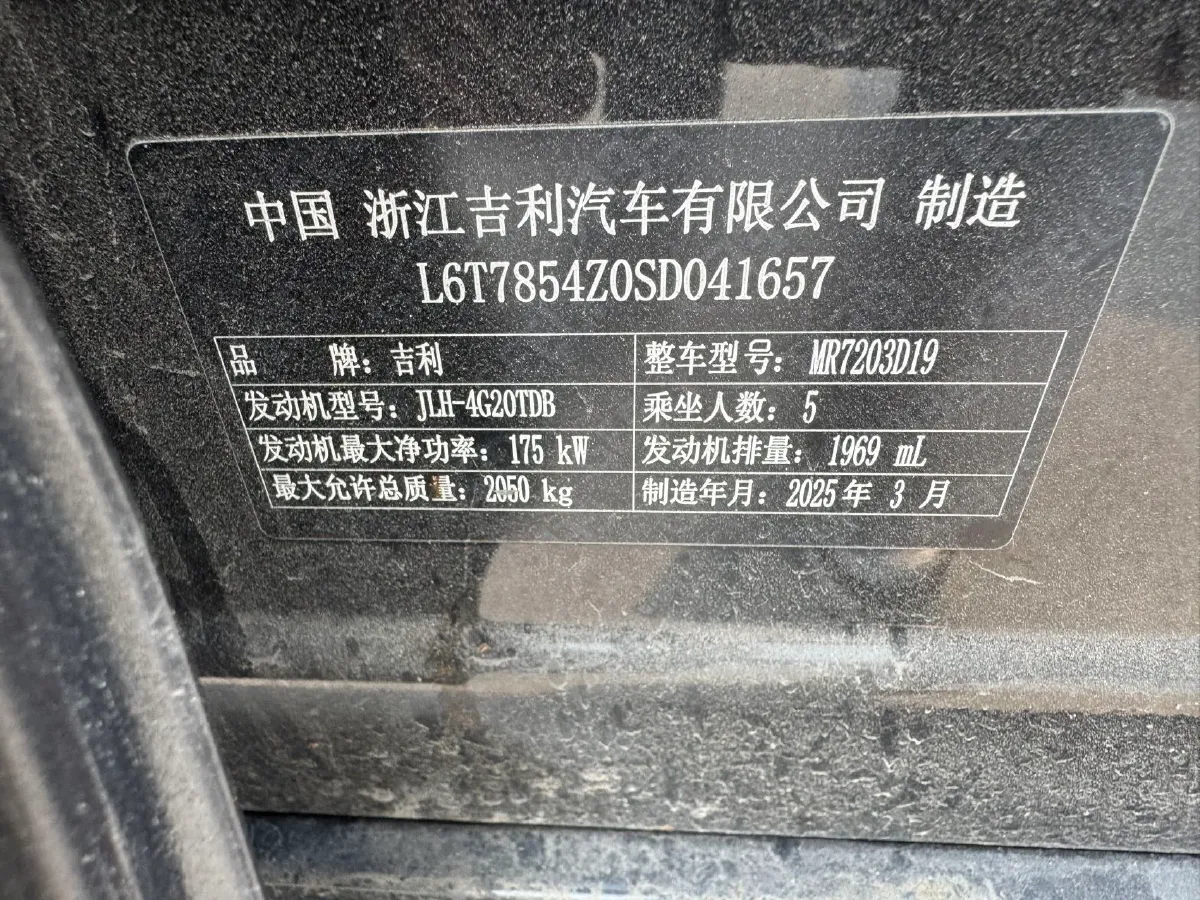 中国 浙江吉利汽车有限公司 制造
L6T7854Z0SD041657
品 牌：吉利 整车型号：MR7203D19
发动机型号：JLH-4G20TDB 乘坐人数：5
发动机最大净功率：175 kW 发动机排量：1969 mL
最大允许总质量：2050 kg 制造年月：2025年 3 月